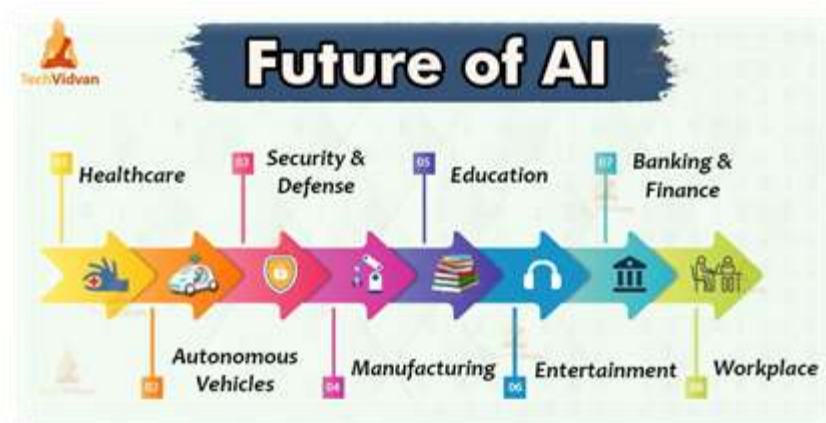 TechVidvan
Future of AI
01
Healthcare
03
Security &
Defense
05
Education
07
Banking &
Finance
02
Autonomous
Vehicles
04
Manufacturing
06
Entertainment
08
Workplace